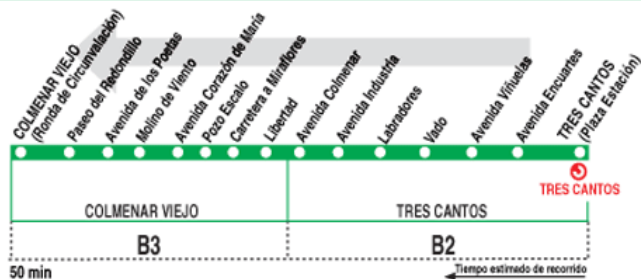 COLMENAR VIEJO
(Ronda de Circunvalación)
Paseo del Redondillo
Avenida de los Poetas
Molino de Viento
Avenida Corazón de María
Pozo Escalo
Carretera a Miraflores
Libertad
Avenida Colmenar
Avenida Industria
Labradores
Vado
Avenida Viñuelas
Avenida Encuartes
TRES CANTOS
(Plaza Estación)
TRES CANTOS
COLMENAR VIEJO
TRES CANTOS
B3
B2
50 min
Tiempo estimado de recorrido